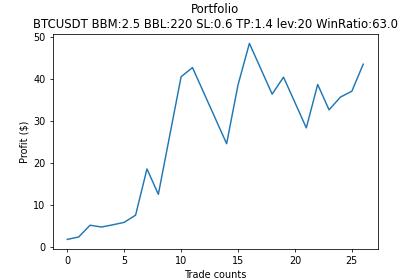 Portfolio
BTCUSDT BBM:2.5 BBL:220 SL:0.6 TP:1.4 lev:20 WinRatio:63.0
50
40
30
20
10
0
Profit ($)
0 5 10 15 20 25
Trade counts